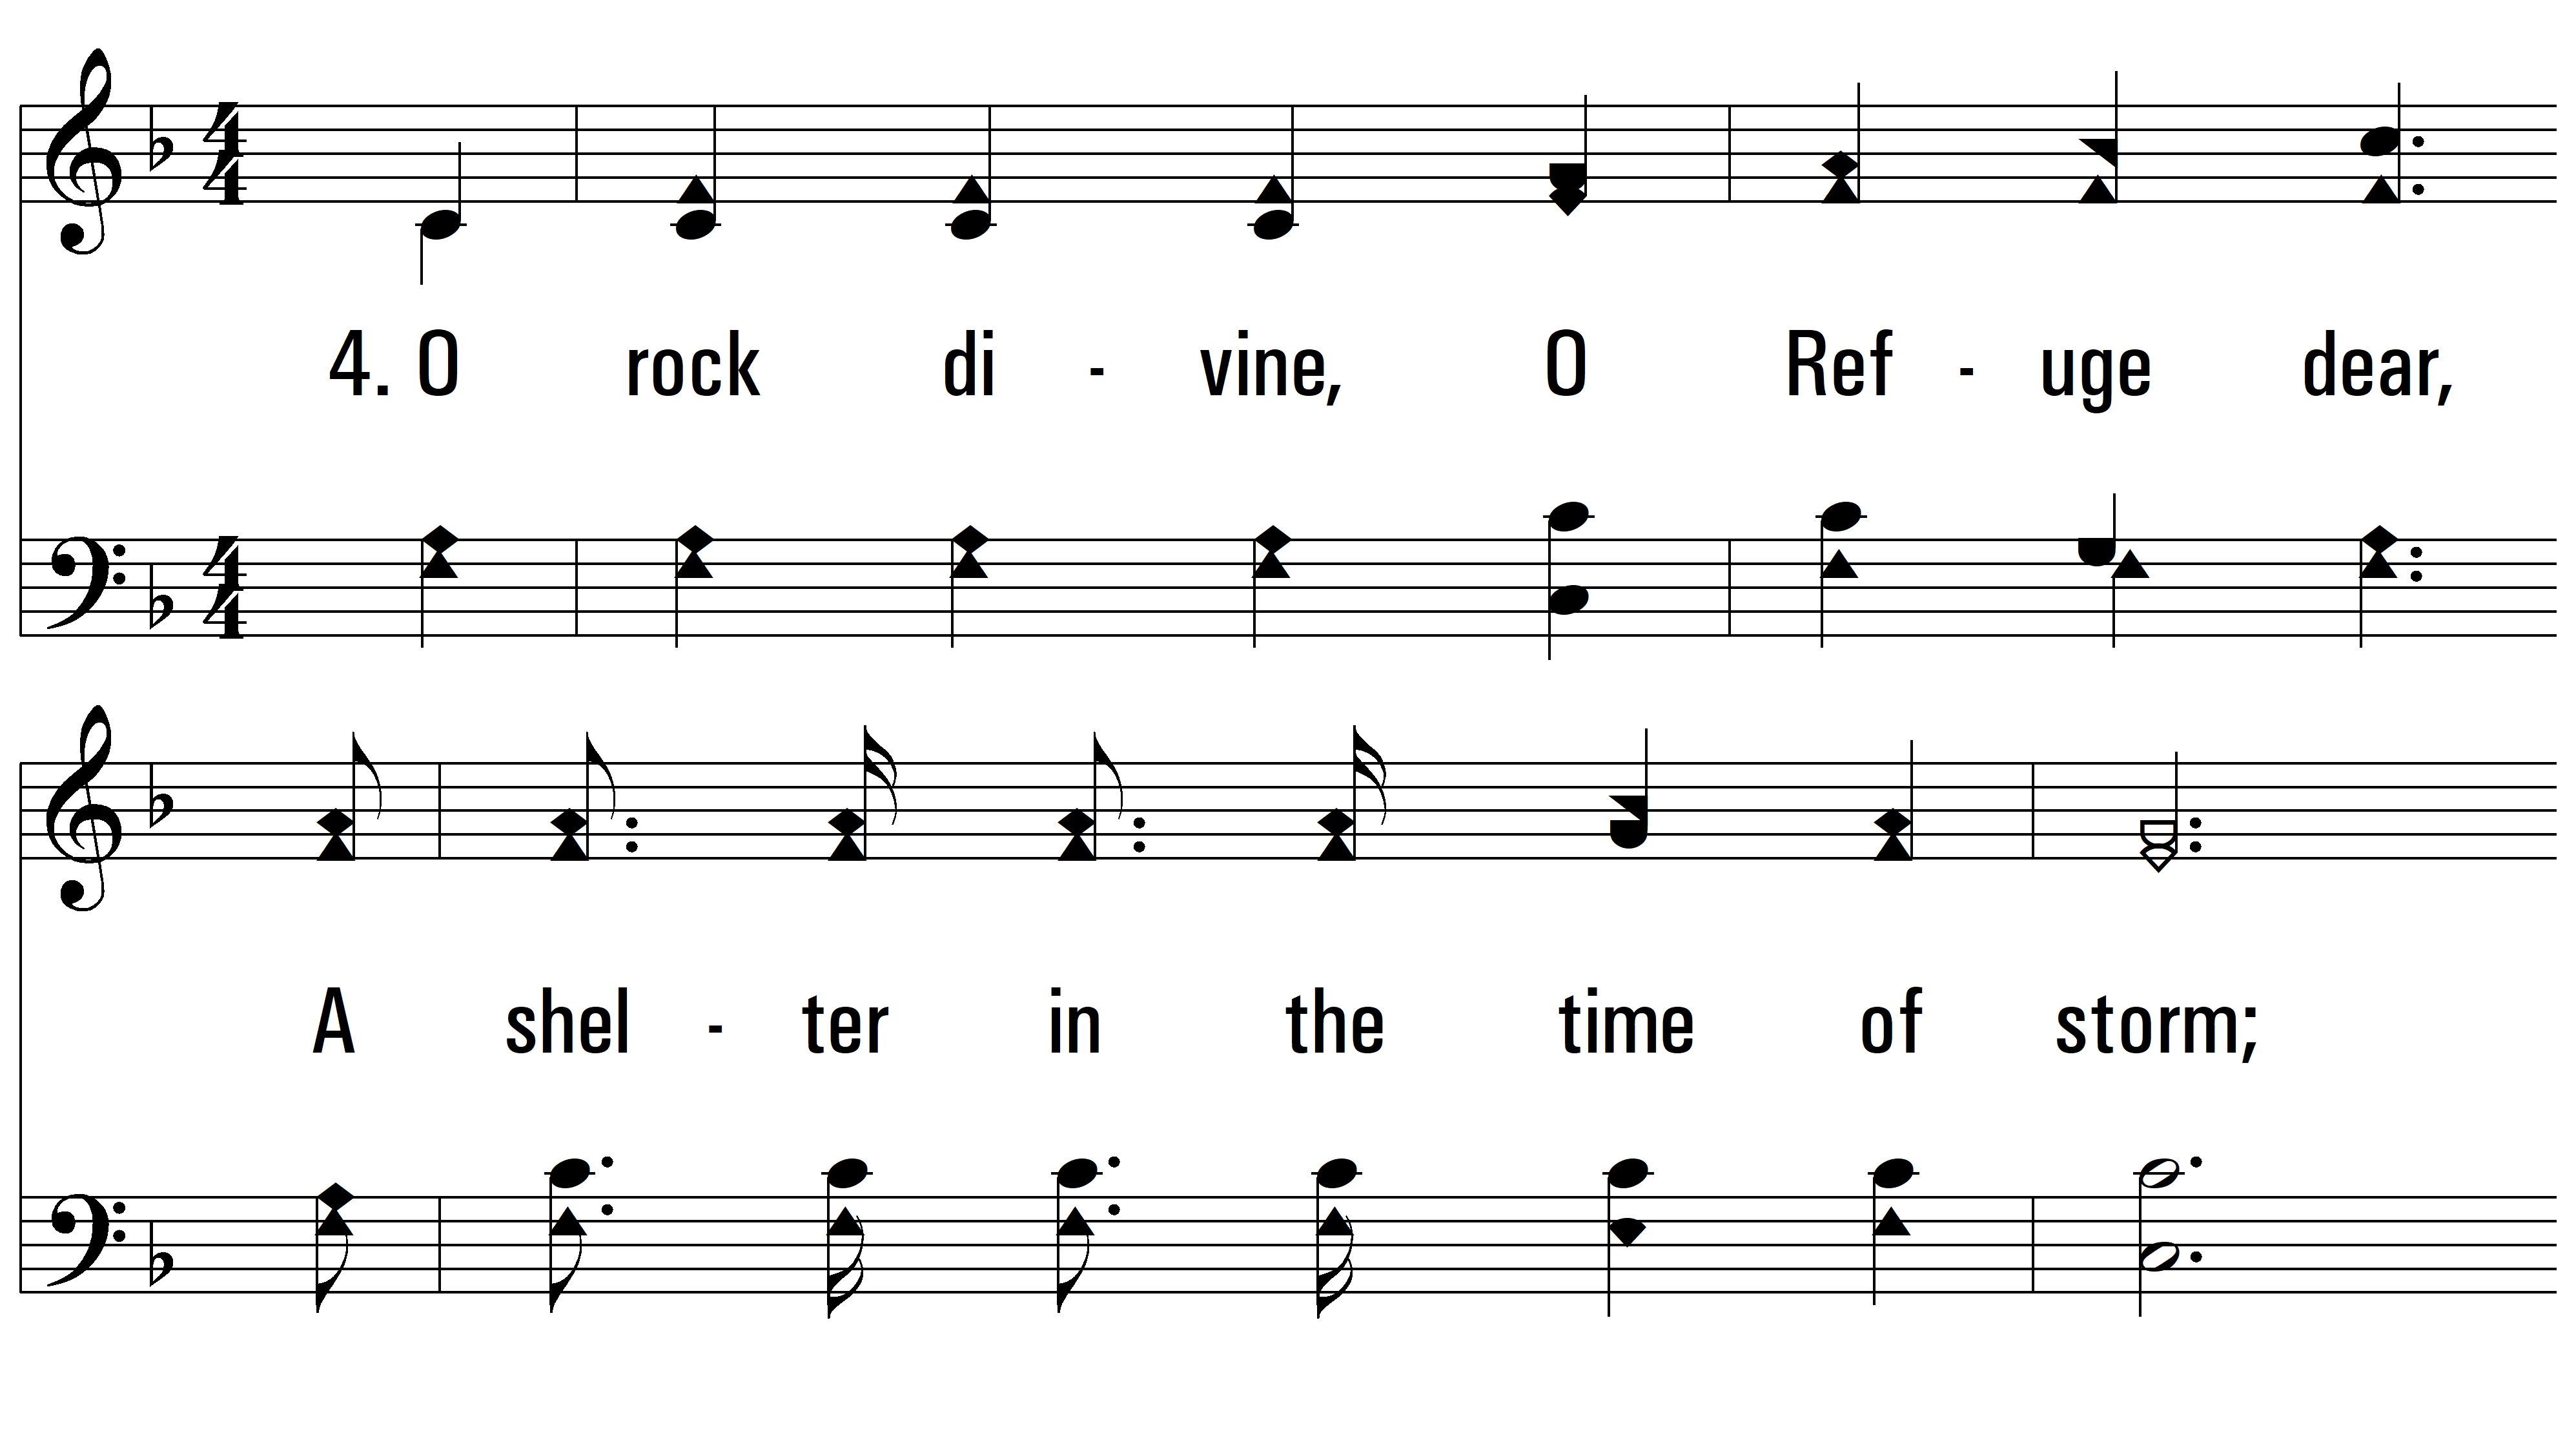 4. O rock di - vine, O Ref - uge dear,
A shel - ter in the time of storm;